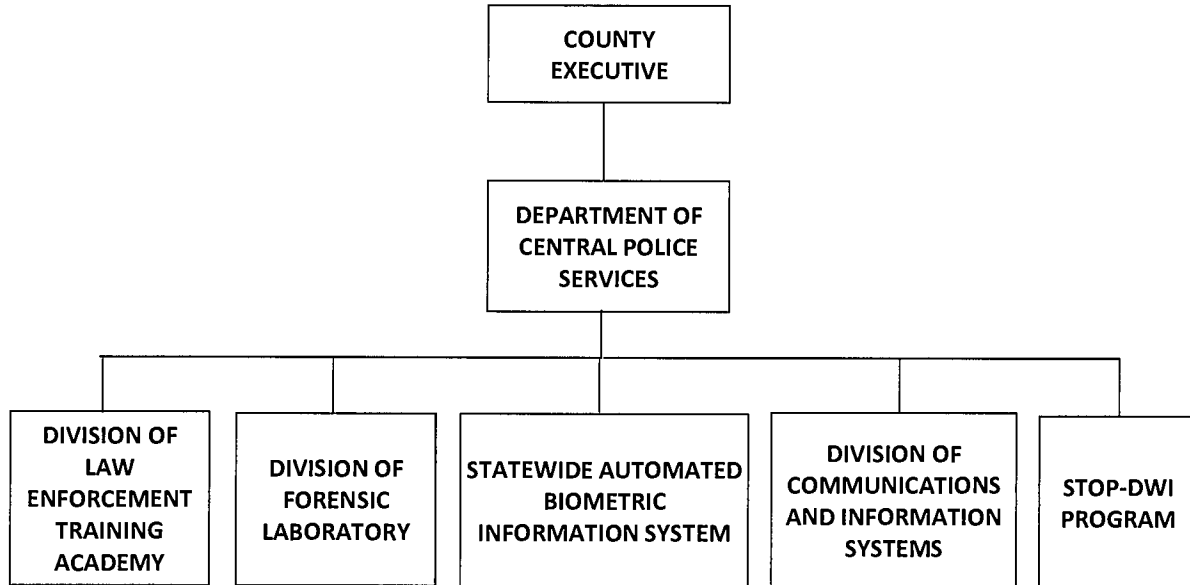 COUNTY
EXECUTIVE
DEPARTMENT OF
CENTRAL POLICE
SERVICES
DIVISION OF
LAW
ENFORCEMENT
TRAINING
ACADEMY
DIVISION OF
FORENSIC
LABORATORY
STATEWIDE AUTOMATED
BIOMETRIC
INFORMATION SYSTEM
DIVISION OF
COMMUNICATIONS
AND INFORMATION
SYSTEMS
STOP-DWI
PROGRAM